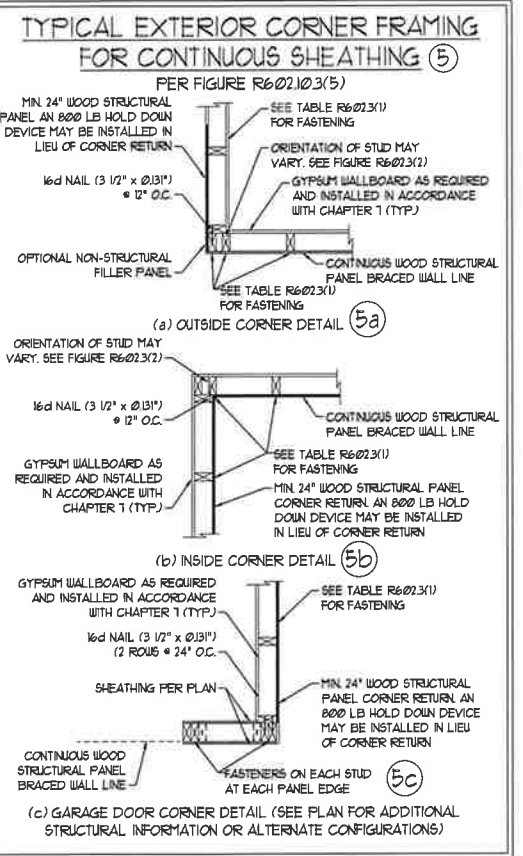 TYPICAL EXTERIOR CORNER FRAMING
FOR CONTINUOUS SHEATHING 5
PER FIGURE R602.10.3(5)
MIN. 24" WOOD STRUCTURAL
PANEL AN 800 LB HOLD DOWN
DEVICE MAY BE INSTALLED IN
LIEU OF CORNER RETURN
SEE TABLE R602.3(1)
FOR FASTENING
ORIENTATION OF STUD MAY
VARY. SEE FIGURE R602.3(2)
16d NAIL (3 1/2" x 0.131")
@ 12" O.C.
GYPSUM WALLBOARD AS REQUIRED
AND INSTALLED IN ACCORDANCE
WITH CHAPTER 7 (TYP.)
OPTIONAL NON-STRUCTURAL
FILLER PANEL
CONTINUOUS WOOD STRUCTURAL
PANEL BRACED WALL LINE
SEE TABLE R602.3(1)
FOR FASTENING
(a) OUTSIDE CORNER DETAIL 5a
ORIENTATION OF STUD MAY
VARY. SEE FIGURE R602.3(2)
16d NAIL (3 1/2" x 0.131")
@ 12" O.C.
CONTINUOUS WOOD STRUCTURAL
PANEL BRACED WALL LINE
SEE TABLE R602.3(1)
FOR FASTENING
GYPSUM WALLBOARD AS
REQUIRED AND INSTALLED
IN ACCORDANCE WITH
CHAPTER 7 (TYP.)
MIN. 24" WOOD STRUCTURAL PANEL
CORNER RETURN. AN 800 LB HOLD
DOWN DEVICE MAY BE INSTALLED
IN LIEU OF CORNER RETURN
(b) INSIDE CORNER DETAIL 5b
GYPSUM WALLBOARD AS REQUIRED
AND INSTALLED IN ACCORDANCE
WITH CHAPTER 7 (TYP.)
SEE TABLE R602.3(1)
FOR FASTENING
16d NAIL (3 1/2" x 0.131")
(2 ROWS @ 24" O.C.
SHEATHING PER PLAN
MIN. 24" WOOD STRUCTURAL
PANEL CORNER RETURN. AN
800 LB HOLD DOWN DEVICE
MAY BE INSTALLED IN LIEU
OF CORNER RETURN
CONTINUOUS WOOD
STRUCTURAL PANEL
BRACED WALL LINE
FASTENERS ON EACH STUD
AT EACH PANEL EDGE
5c
(c) GARAGE DOOR CORNER DETAIL (SEE PLAN FOR ADDITIONAL
STRUCTURAL INFORMATION OR ALTERNATE CONFIGURATIONS)